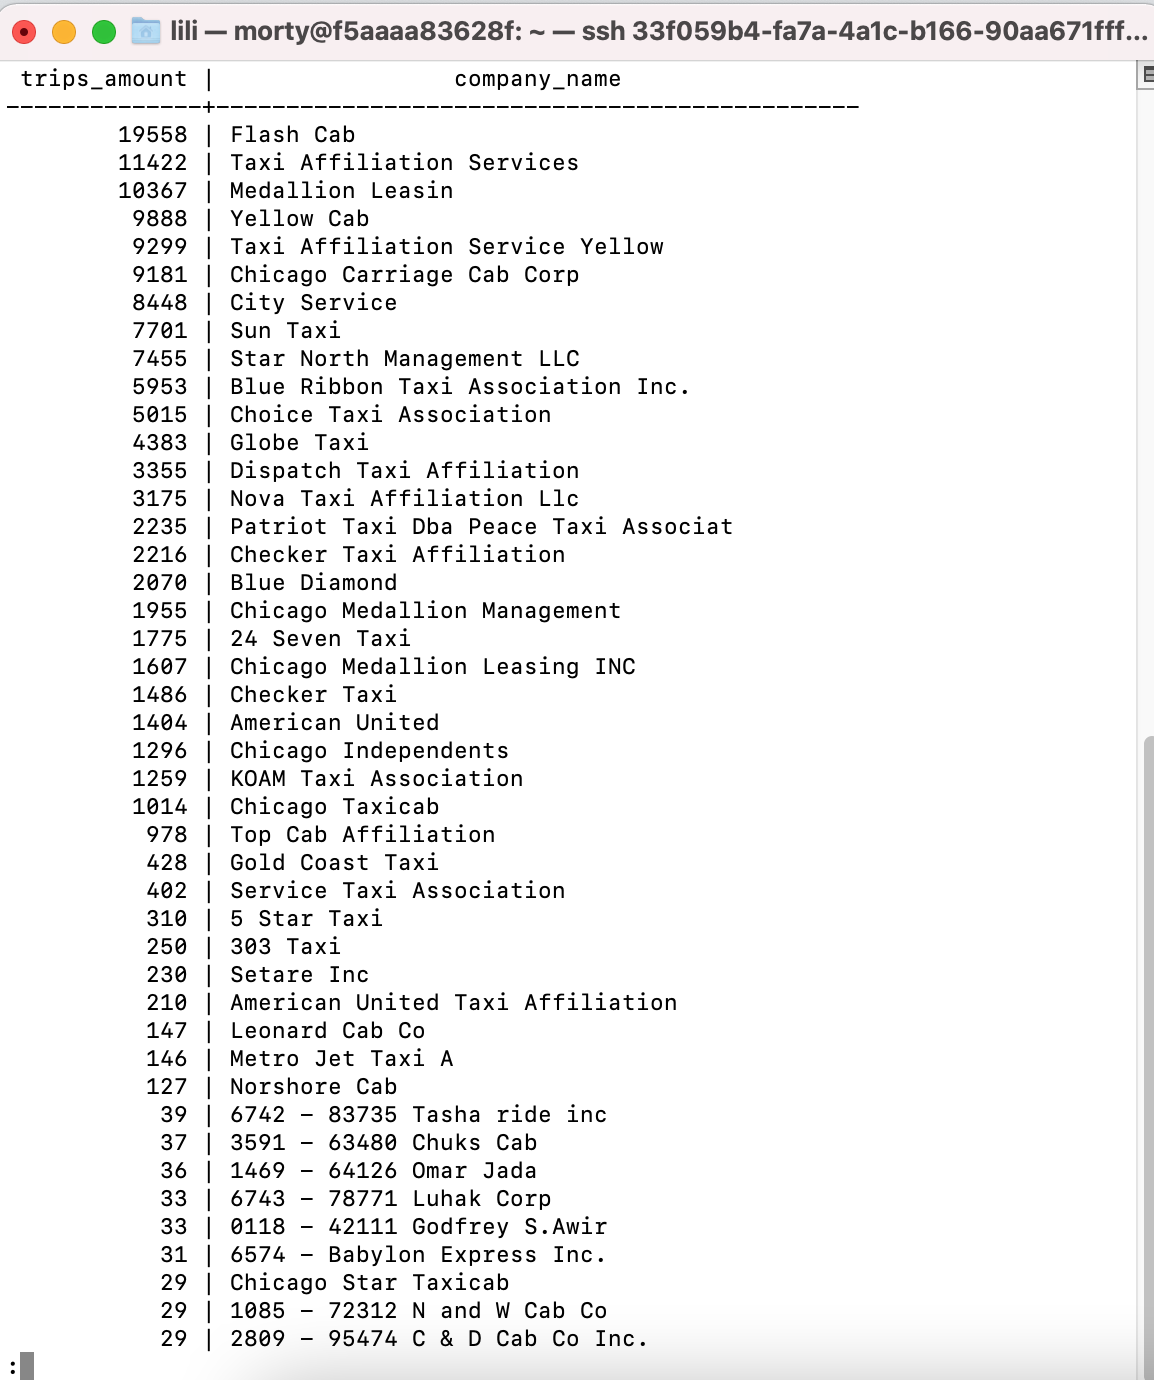 lili — morty@f5aaaa83628f: ~ — ssh 33f059b4-fa7a-4a1c-b166-90aa671fff...
trips_amount | company_name
--------------+----------------------------------------------
19558 | Flash Cab
11422 | Taxi Affiliation Services
10367 | Medallion Leasin
9888 | Yellow Cab
9299 | Taxi Affiliation Service Yellow
9181 | Chicago Carriage Cab Corp
8448 | City Service
7701 | Sun Taxi
7455 | Star North Management LLC
5953 | Blue Ribbon Taxi Association Inc.
5015 | Choice Taxi Association
4383 | Globe Taxi
3355 | Dispatch Taxi Affiliation
3175 | Nova Taxi Affiliation Llc
2235 | Patriot Taxi Dba Peace Taxi Associat
2216 | Checker Taxi Affiliation
2070 | Blue Diamond
1955 | Chicago Medallion Management
1775 | 24 Seven Taxi
1607 | Chicago Medallion Leasing INC
1486 | Checker Taxi
1404 | American United
1296 | Chicago Independents
1259 | KOAM Taxi Association
1014 | Chicago Taxicab
978 | Top Cab Affiliation
428 | Gold Coast Taxi
402 | Service Taxi Association
310 | 5 Star Taxi
250 | 303 Taxi
230 | Setare Inc
210 | American United Taxi Affiliation
147 | Leonard Cab Co
146 | Metro Jet Taxi A
127 | Norshore Cab
39 | 6742 - 83735 Tasha ride inc
37 | 3591 - 63480 Chuks Cab
36 | 1469 - 64126 Omar Jada
33 | 6743 - 78771 Luhak Corp
33 | 0118 - 42111 Godfrey S.Awir
31 | 6574 - Babylon Express Inc.
29 | Chicago Star Taxicab
29 | 1085 - 72312 N and W Cab Co
29 | 2809 - 95474 C & D Cab Co Inc.
: